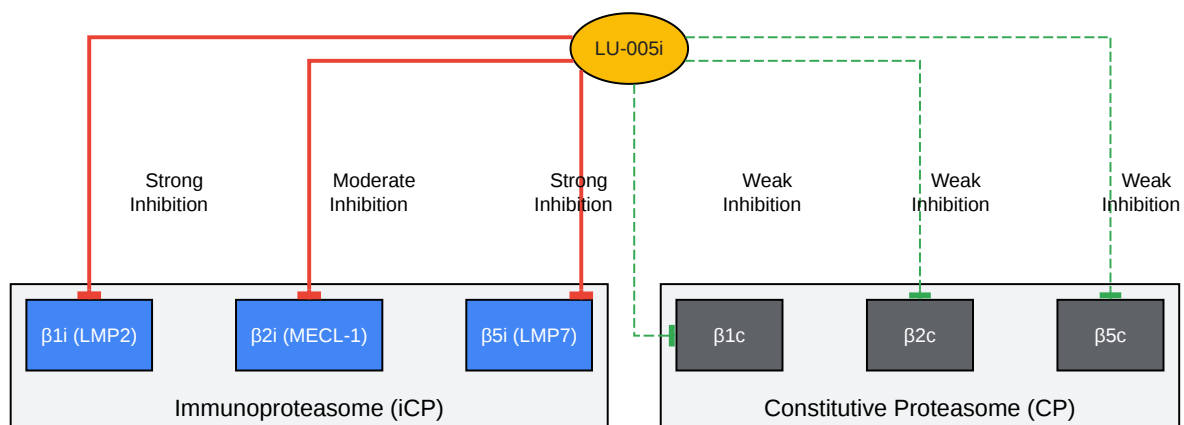 LU-005i
Strong
Inhibition
Moderate
Inhibition
Strong
Inhibition
Weak
Inhibition
Weak
Inhibition
Weak
Inhibition
β1i (LMP2)
β2i (MECL-1)
β5i (LMP7)
β1c
β2c
β5c
Immunoproteasome (iCP)
Constitutive Proteasome (CP)